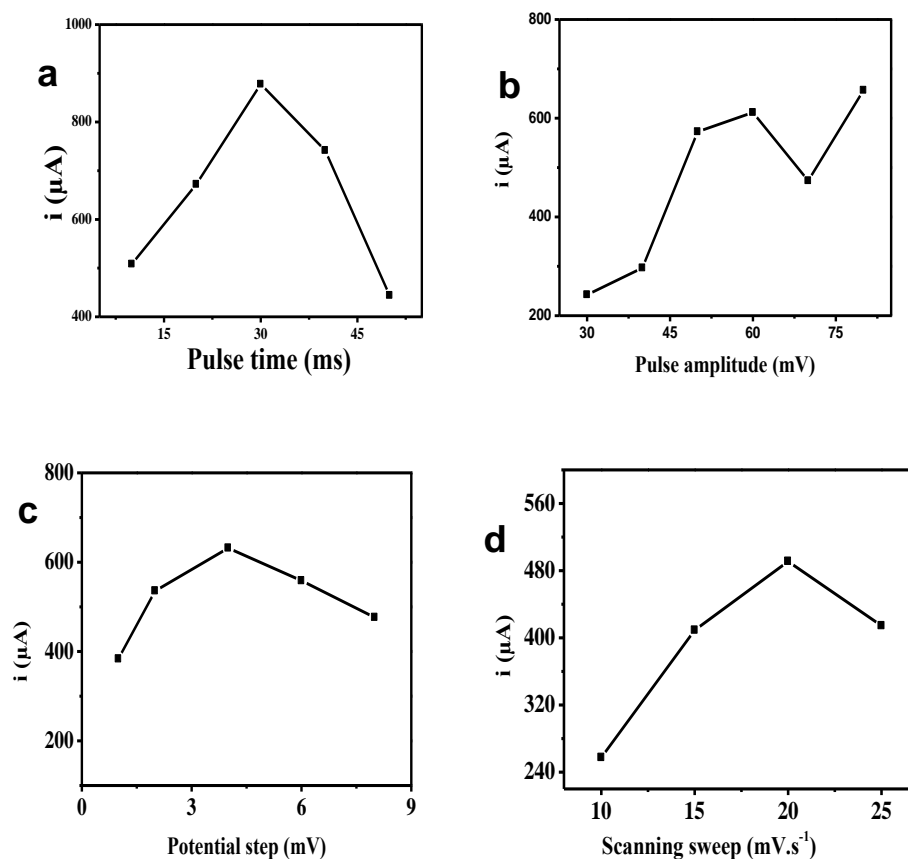 a
1000
800
600
400
i (µA)
15 30 45
Pulse time (ms)
b
800
600
400
200
i (µA)
30 45 60 75
Pulse amplitude (mV)
c
800
600
400
200
i (µA)
0 3 6 9
Potential step (mV)
d
560
480
400
320
240
i (µA)
10 15 20 25
Scanning sweep (mV.s⁻¹)